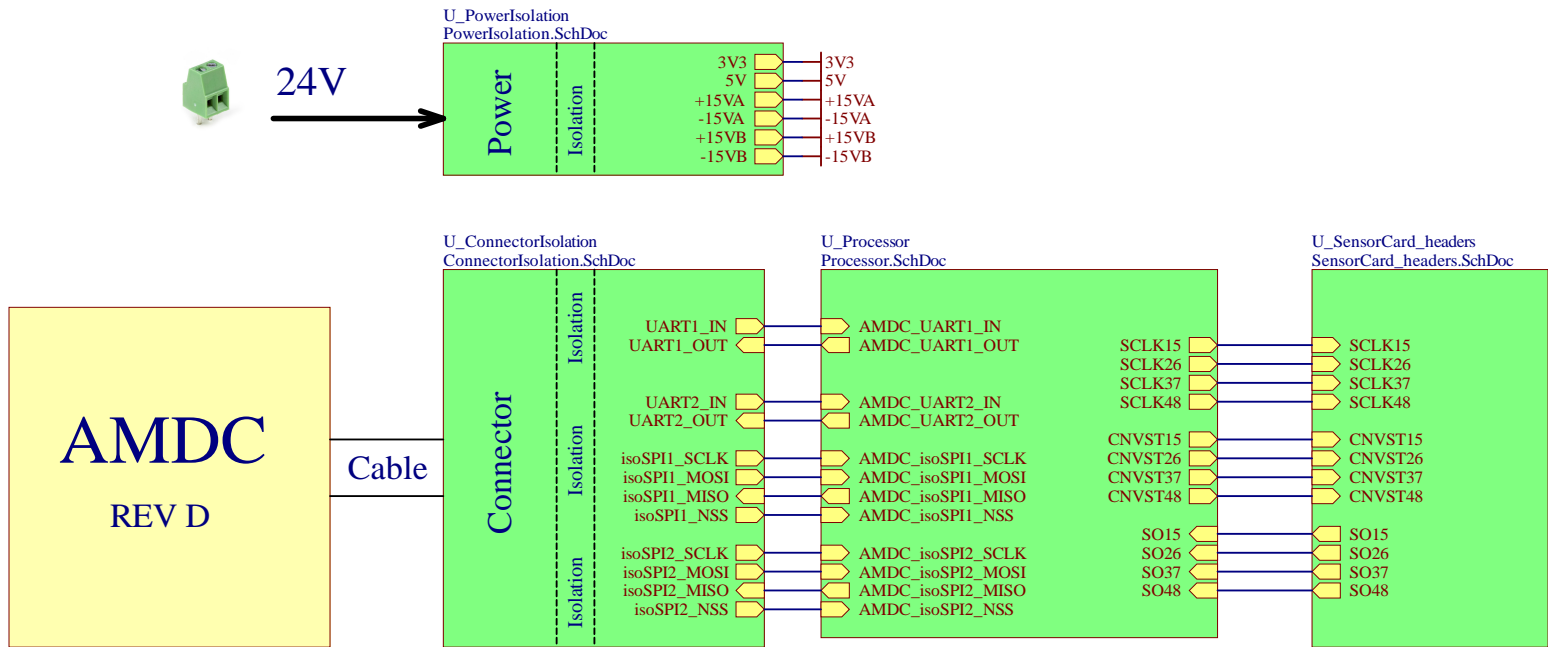 U_PowerIsolation
PowerIsolation.SchDoc
24V
Power
Isolation
3V3 3V3
5V 5V
+15VA +15VA
-15VA -15VA
+15VB +15VB
-15VB -15VB
U_ConnectorIsolation
ConnectorIsolation.SchDoc
U_Processor
Processor.SchDoc
U_SensorCard_headers
SensorCard_headers.SchDoc
AMDC
REV D
Cable
Connector
Isolation
Isolation
Isolation
UART1_IN AMDC_UART1_IN
UART1_OUT AMDC_UART1_OUT
UART2_IN AMDC_UART2_IN
UART2_OUT AMDC_UART2_OUT
isoSPI1_SCLK AMDC_isoSPI1_SCLK
isoSPI1_MOSI AMDC_isoSPI1_MOSI
isoSPI1_MISO AMDC_isoSPI1_MISO
isoSPI1_NSS AMDC_isoSPI1_NSS
isoSPI2_SCLK AMDC_isoSPI2_SCLK
isoSPI2_MOSI AMDC_isoSPI2_MOSI
isoSPI2_MISO AMDC_isoSPI2_MISO
isoSPI2_NSS AMDC_isoSPI2_NSS
SCLK15 SCLK15
SCLK26 SCLK26
SCLK37 SCLK37
SCLK48 SCLK48
CNVST15 CNVST15
CNVST26 CNVST26
CNVST37 CNVST37
CNVST48 CNVST48
SO15 SO15
SO26 SO26
SO37 SO37
SO48 SO48